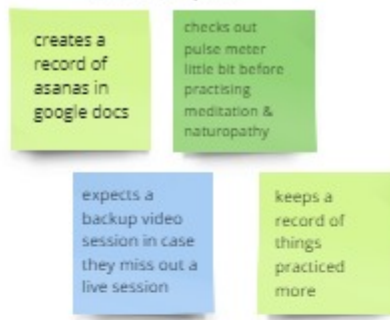 creates a
record of
asanas in
google docs
checks out
pulse meter
little bit before
practising
meditation &
naturopathy
expects a
backup video
session in case
they miss out a
live session
keeps a
record of
things
practiced
more